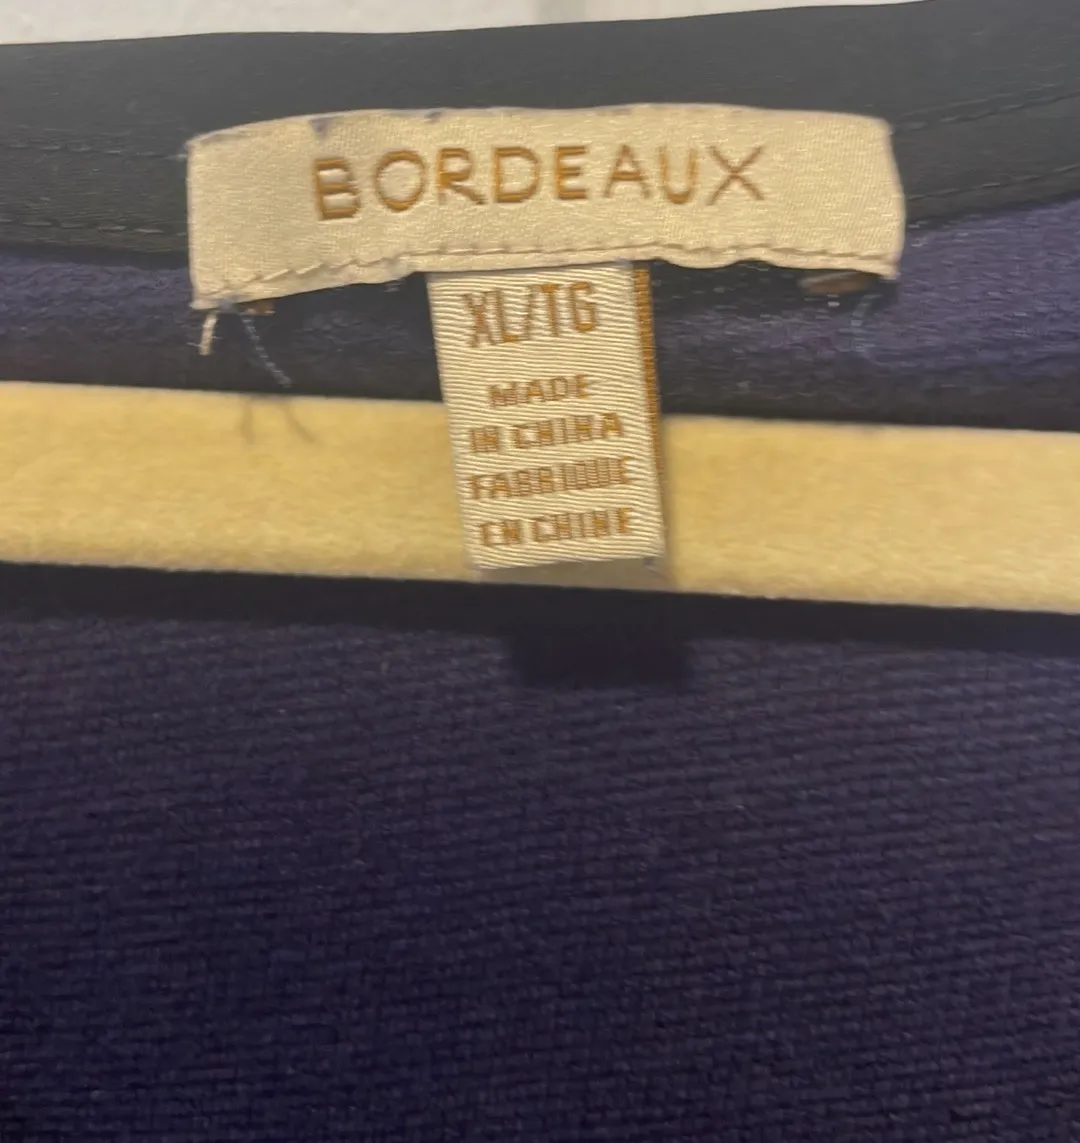 BORDEAUX
XL/TG
MADE
IN CHINA
FABRIQUE
EN CHINE